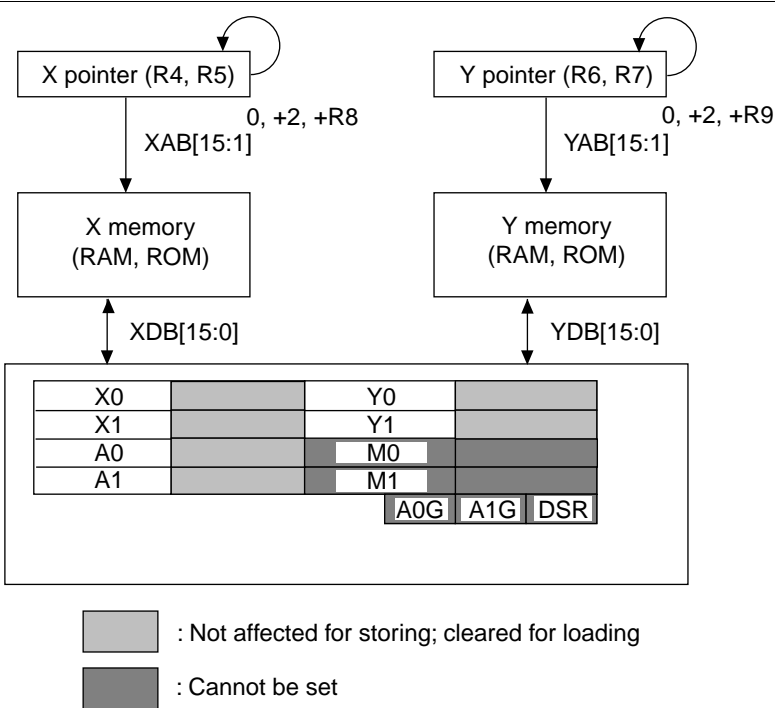 X pointer (R4, R5)
0, +2, +R8
XAB[15:1]
X memory
(RAM, ROM)
XDB[15:0]
Y pointer (R6, R7)
0, +2, +R9
YAB[15:1]
Y memory
(RAM, ROM)
YDB[15:0]
X0 Y0
X1 Y1
A0 M0
A1 M1
A0G A1G DSR
: Not affected for storing; cleared for loading
: Cannot be set